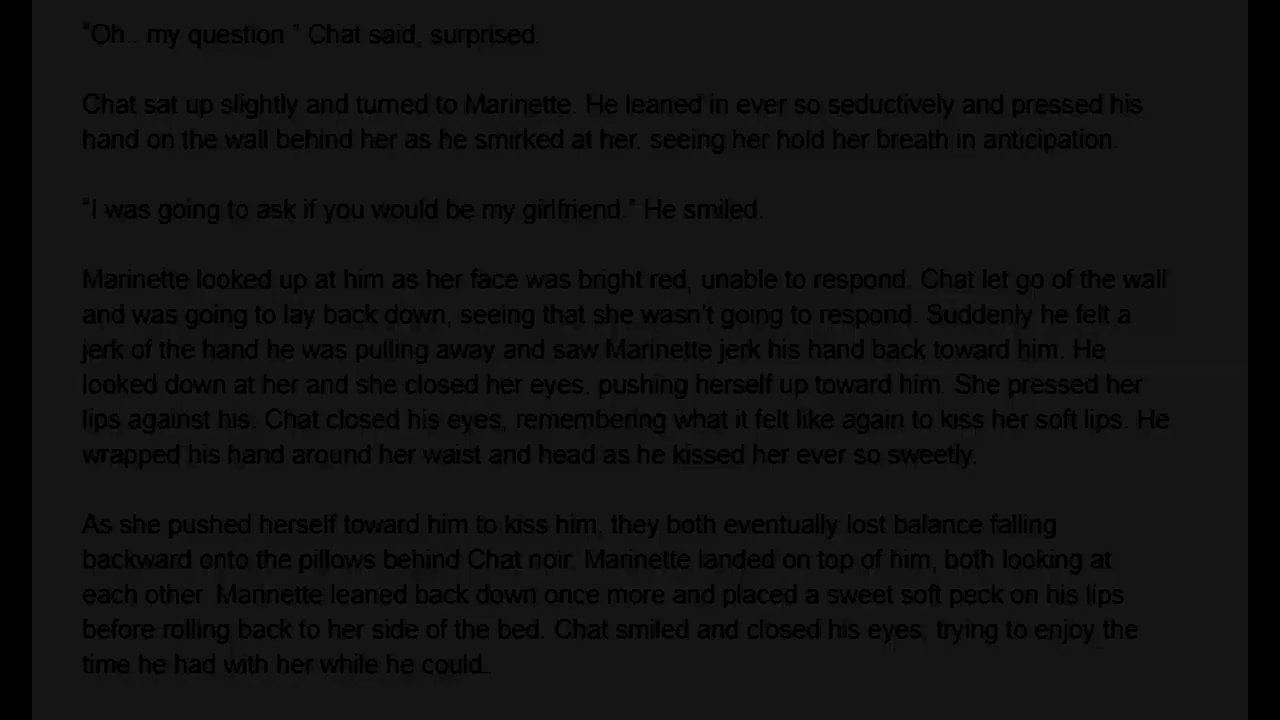 “Oh.. my question ” Chat said, surprised.
Chat sat up slightly and turned to Marinette. He leaned in ever so seductively and pressed his
hand on the wall behind her as he smirked at her, seeing her hold her breath in anticipation.
“I was going to ask if you would be my girlfriend.” He smiled.
Marinette looked up at him as her face was bright red, unable to respond. Chat let go of the wall
and was going to lay back down, seeing that she wasn't going to respond. Suddenly he felt a
jerk of the hand he was pulling away and saw Marinette jerk his hand back toward him. He
looked down at her and she closed her eyes, pushing herself up toward him. She pressed her
lips against his. Chat closed his eyes, remembering what it felt like again to kiss her soft lips. He
wrapped his hand around her waist and head as he kissed her ever so sweetly.
As she pushed herself toward him to kiss him, they both eventually lost balance falling
backward onto the pillows behind Chat noir. Marinette landed on top of him, both looking at
each other. Marinette leaned back down once more and placed a sweet soft peck on his lips
before rolling back to her side of the bed. Chat smiled and closed his eyes, trying to enjoy the
time he had with her while he could.